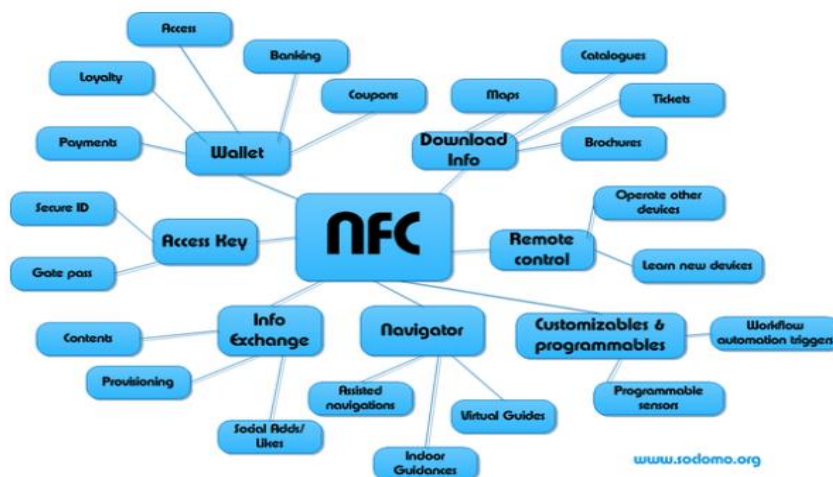 Access
Banking
Catalogues
Loyalty
Coupons
Maps
Tickets
Payments
Wallet
Download
Info
Brochures
Secure ID
Access Key
NFC
Remote
control
Operate other
devices
Gate pass
Learn new devices
Contents
Info
Exchange
Navigator
Customizables &
programmables
Workflow
automation triggers
Provisioning
Assisted
navigations
Virtual Guides
Programmable
sensors
Social Adds/
Likes
Indoor
Guidances
www.soclomo.org